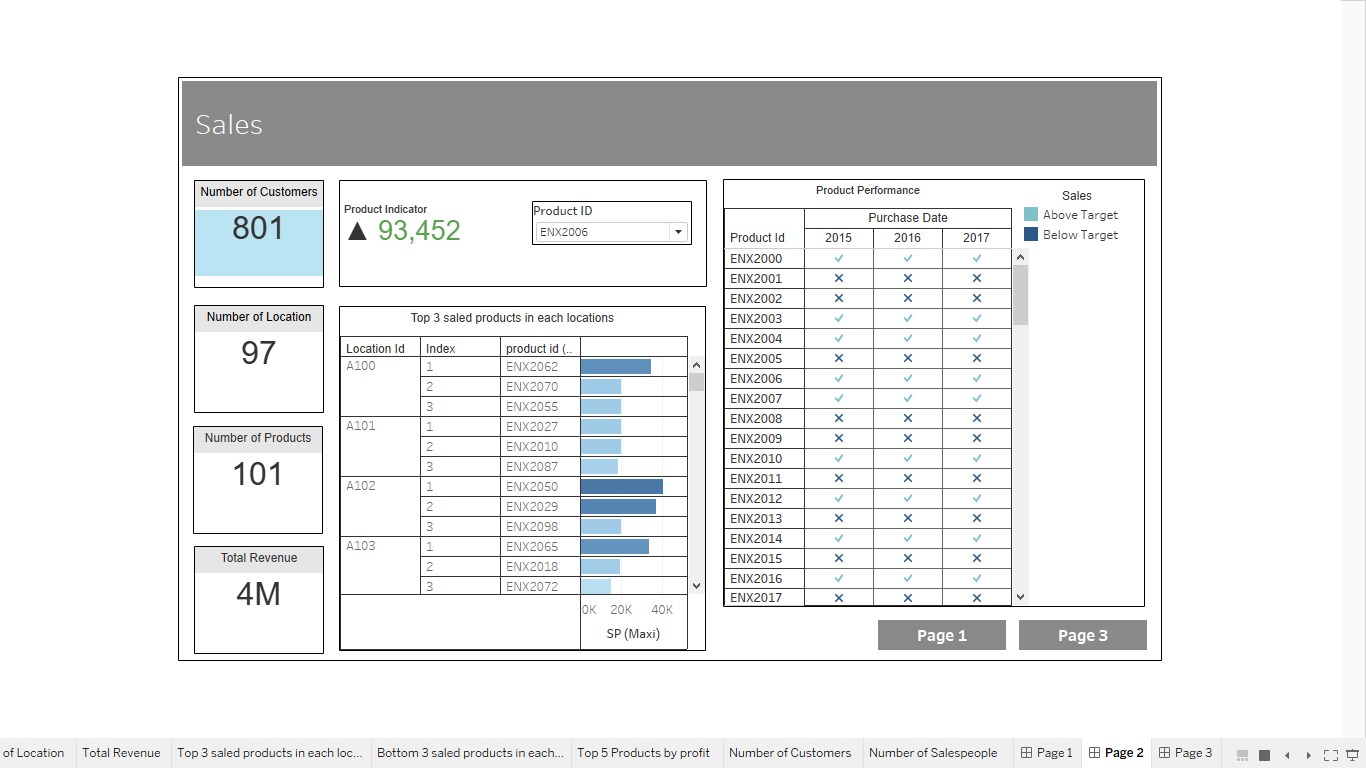 Sales
Number of Customers
801
Number of Location
97
Number of Products
101
Total Revenue
4M
Product Indicator
▲ 93,452
Product ID
ENX2006
Top 3 saled products in each locations
Location Id Index product id (..
A100 1 ENX2062
2 ENX2070
3 ENX2055
A101 1 ENX2027
2 ENX2010
3 ENX2087
A102 1 ENX2050
2 ENX2029
3 ENX2098
A103 1 ENX2065
2 ENX2018
3 ENX2072
0K 20K 40K
SP (Maxi)
Product Performance
Purchase Date
Product Id 2015 2016 2017
ENX2000 ✓ ✓ ✓
ENX2001 ✕ ✕ ✕
ENX2002 ✕ ✕ ✕
ENX2003 ✓ ✓ ✓
ENX2004 ✓ ✓ ✓
ENX2005 ✕ ✕ ✕
ENX2006 ✓ ✓ ✓
ENX2007 ✓ ✓ ✓
ENX2008 ✕ ✕ ✕
ENX2009 ✕ ✕ ✕
ENX2010 ✓ ✓ ✓
ENX2011 ✕ ✕ ✕
ENX2012 ✓ ✓ ✓
ENX2013 ✕ ✕ ✕
ENX2014 ✓ ✓ ✓
ENX2015 ✕ ✕ ✕
ENX2016 ✓ ✓ ✓
ENX2017 ✕ ✕ ✕
Sales
Above Target
Below Target
Page 1 Page 3
of Location Total Revenue Top 3 saled products in each loc... Bottom 3 saled products in each... Top 5 Products by profit Number of Customers Number of Salespeople Page 1 Page 2 Page 3